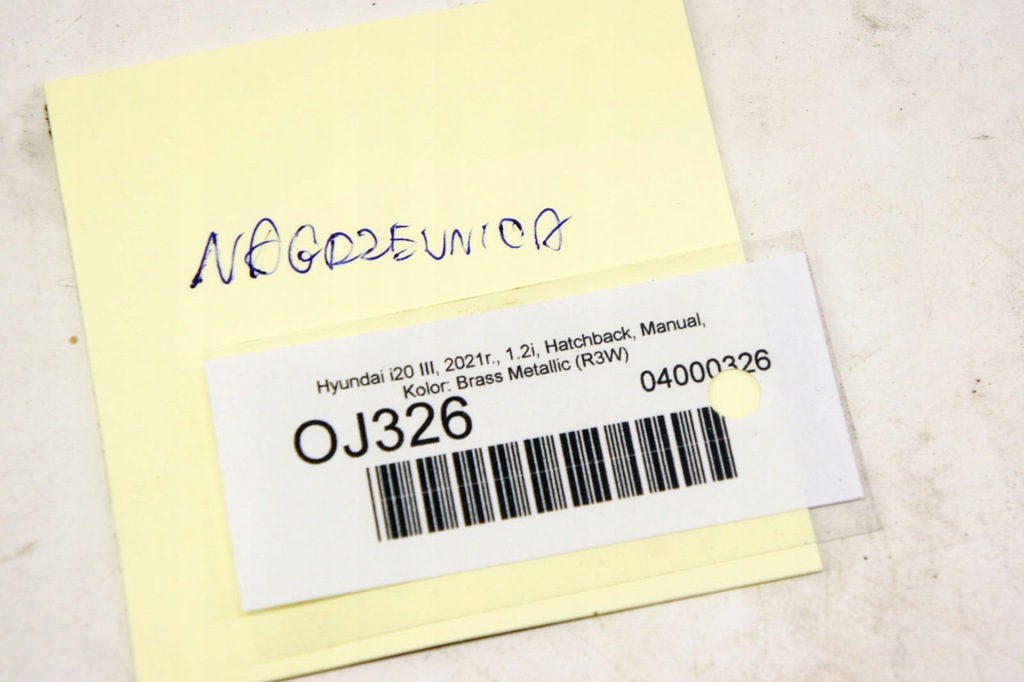 NAGRZEWNICA
Hyundai i20 III, 2021r., 1.2i, Hatchback, Manual,
Kolor: Brass Metallic (R3W)
OJ326
04000326